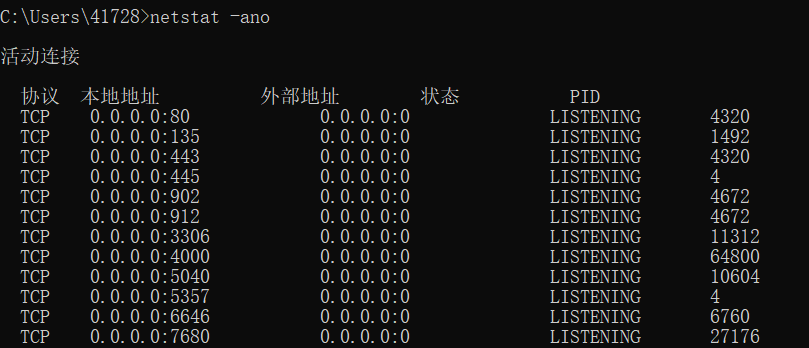 C:\Users\41728>netstat -ano
活动连接
协议 本地地址 外部地址 状态 PID
TCP 0.0.0.0:80 0.0.0.0:0 LISTENING 4320
TCP 0.0.0.0:135 0.0.0.0:0 LISTENING 1492
TCP 0.0.0.0:443 0.0.0.0:0 LISTENING 4320
TCP 0.0.0.0:445 0.0.0.0:0 LISTENING 4
TCP 0.0.0.0:902 0.0.0.0:0 LISTENING 4672
TCP 0.0.0.0:912 0.0.0.0:0 LISTENING 4672
TCP 0.0.0.0:3306 0.0.0.0:0 LISTENING 11312
TCP 0.0.0.0:4000 0.0.0.0:0 LISTENING 64800
TCP 0.0.0.0:5040 0.0.0.0:0 LISTENING 10604
TCP 0.0.0.0:5357 0.0.0.0:0 LISTENING 4
TCP 0.0.0.0:6646 0.0.0.0:0 LISTENING 6760
TCP 0.0.0.0:7680 0.0.0.0:0 LISTENING 27176